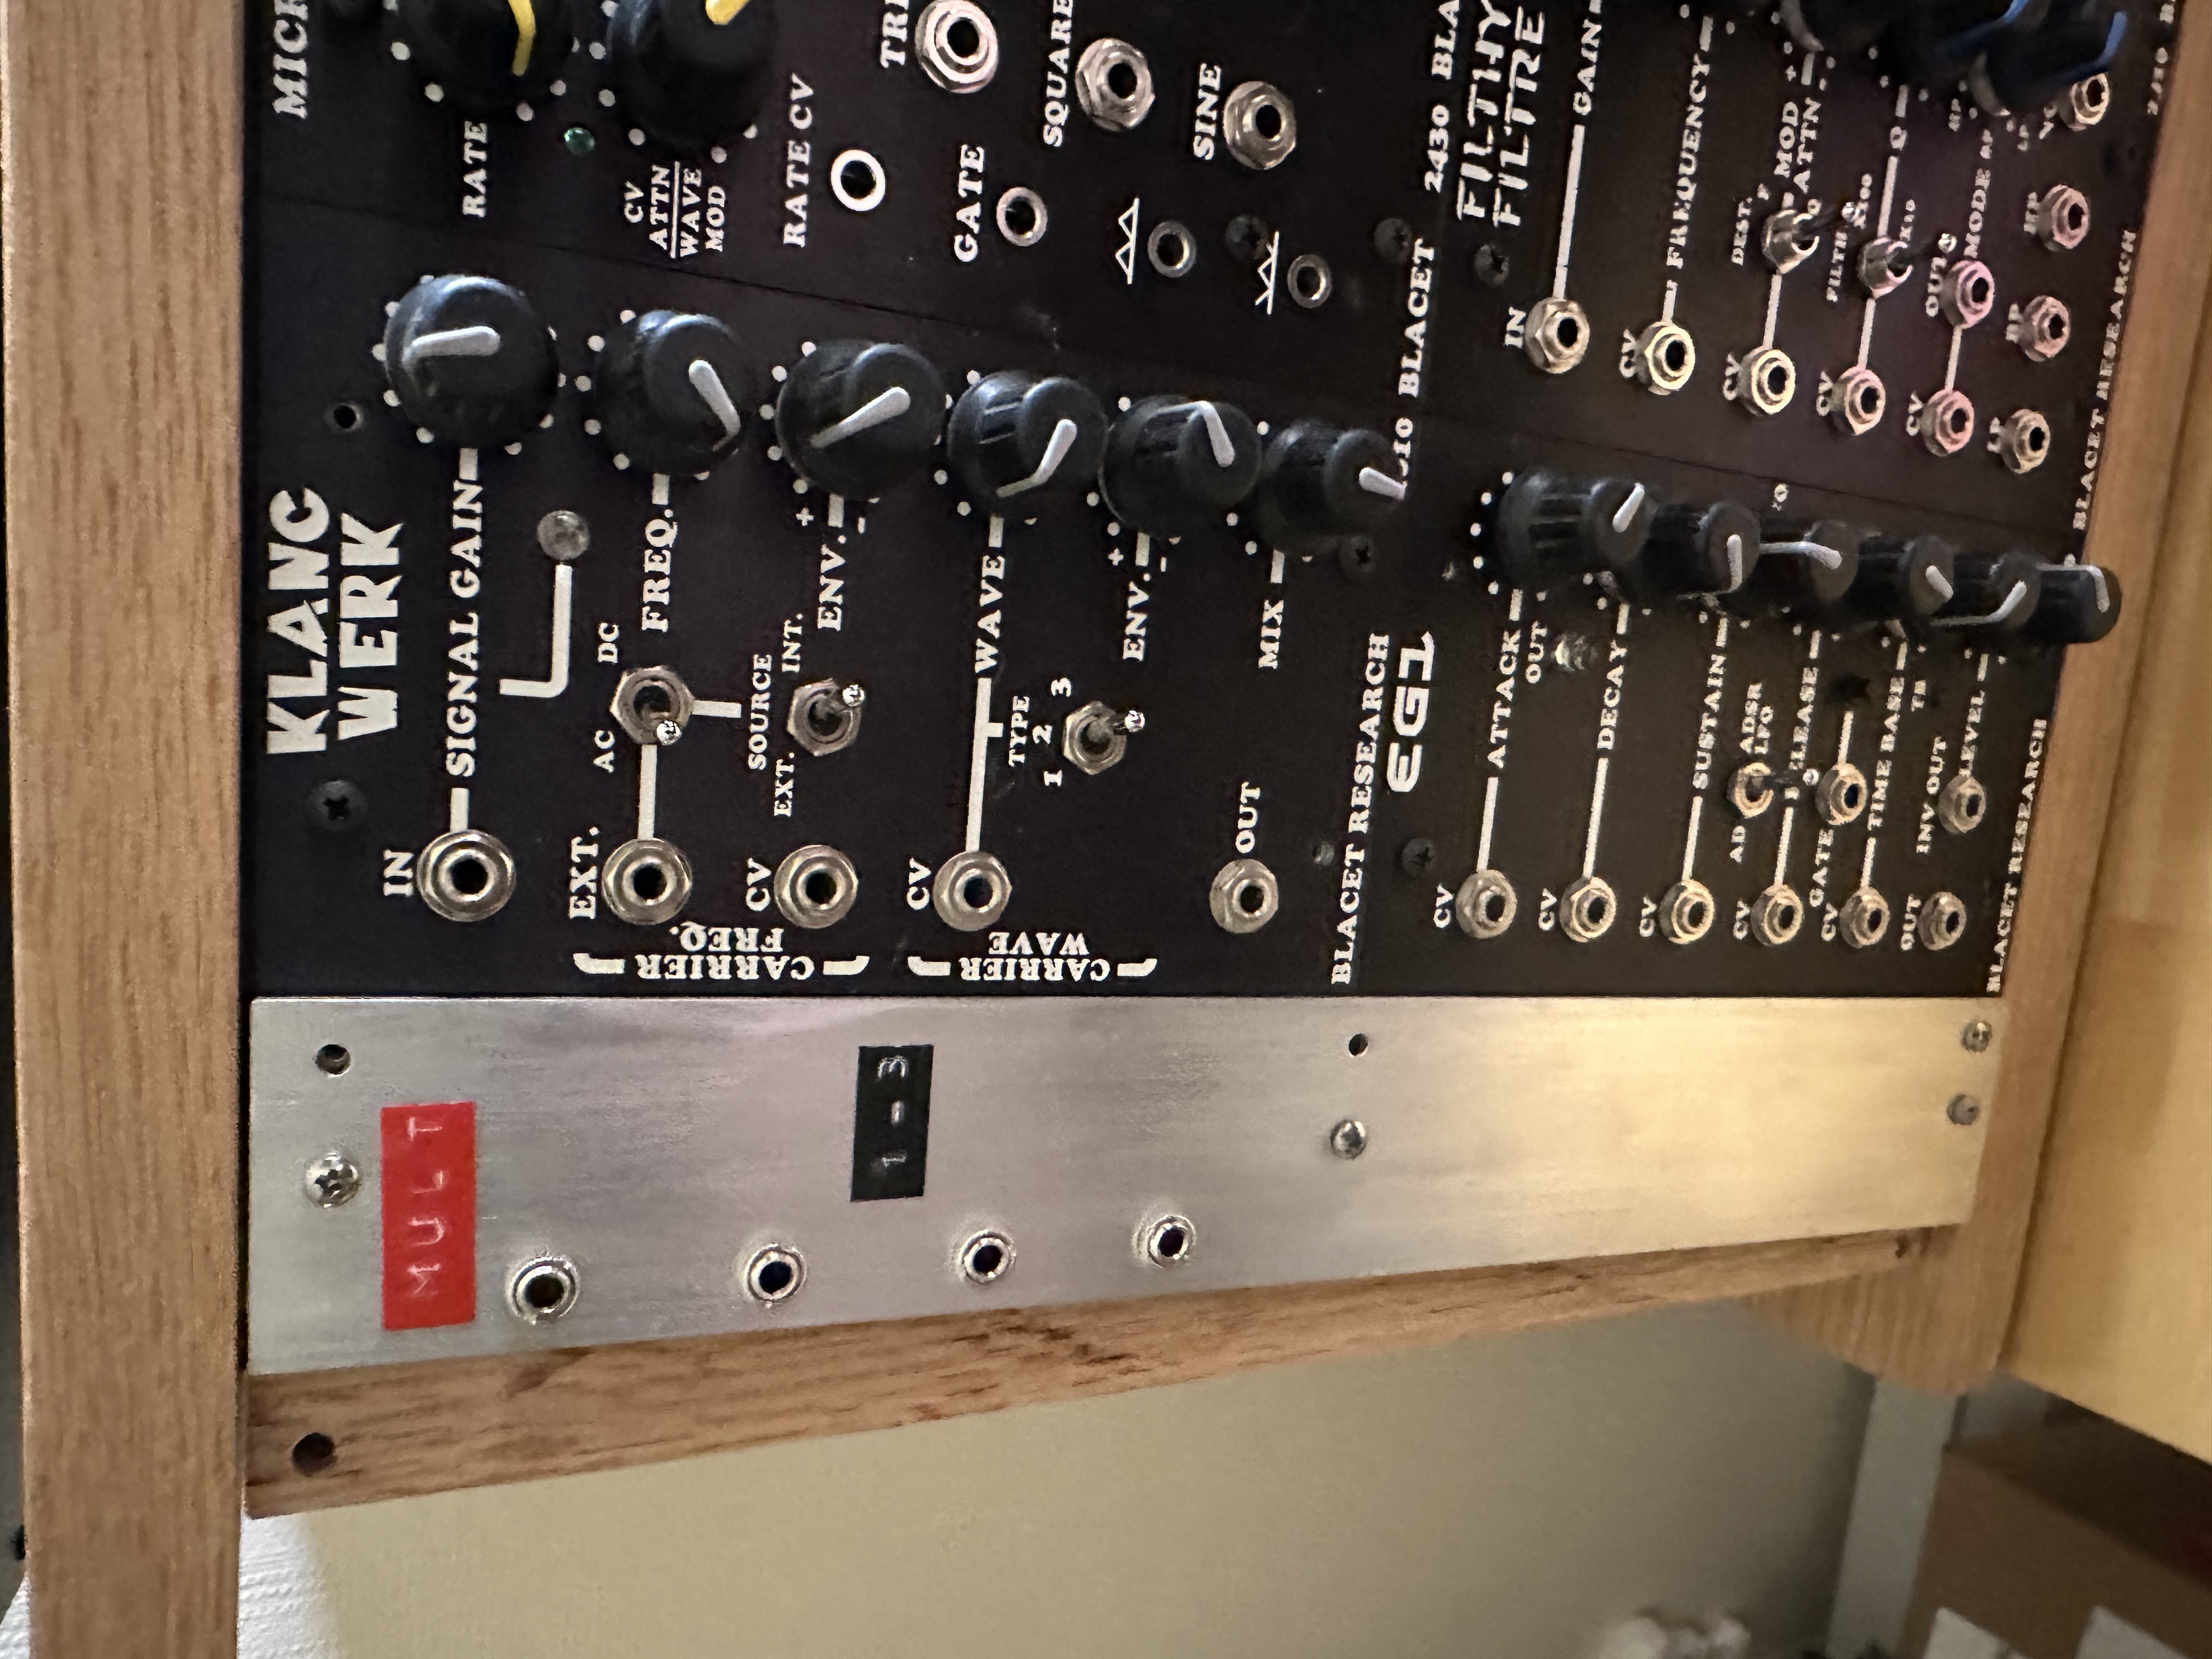 MULT
1-3
KLANG
WERK
IN
SIGNAL GAIN
EXT.
AC
DC
FREQ.
CARRIER
FREQ.
CV
SOURCE
EXT.
INT.
+
ENV.
-
CV
WAVE
CARRIER
WAVE
TYPE
1
2
3
+
ENV.
-
OUT
MIX
BLACET RESEARCH
RATE
CV
ATTN
WAVE
MOD
RATE CV
GATE
SQUARE
SINE
BLACET
2430
EG1
CV
ATTACK
OUT
CV
DECAY
CV
SUSTAIN
AD
ADSR
LFO
CV
RELEASE
GATE
CV
TIME BASE
OUT
INV OUT
LEVEL
BLACET RESEARCH
FILTHY
FILTRE
IN
GAIN
CV
FREQUENCY
CV
DEST.
F
MOD
ATTN
+
-
Q
CV
X100
X10
Q
CV
OUT
MODE
LP
BP
HP
BLACET RESEARCH